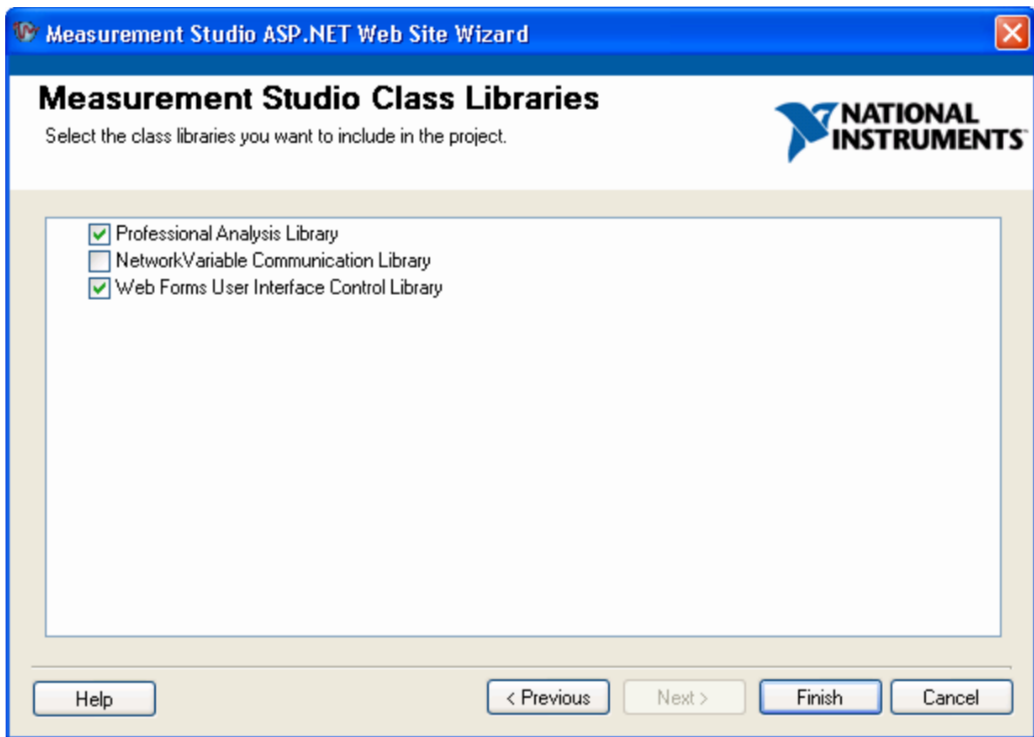 Measurement Studio ASP.NET Web Site Wizard
Measurement Studio Class Libraries
Select the class libraries you want to include in the project.
NATIONAL
INSTRUMENTS™
Professional Analysis Library
NetworkVariable Communication Library
Web Forms User Interface Control Library
Help
< Previous
Next >
Finish
Cancel